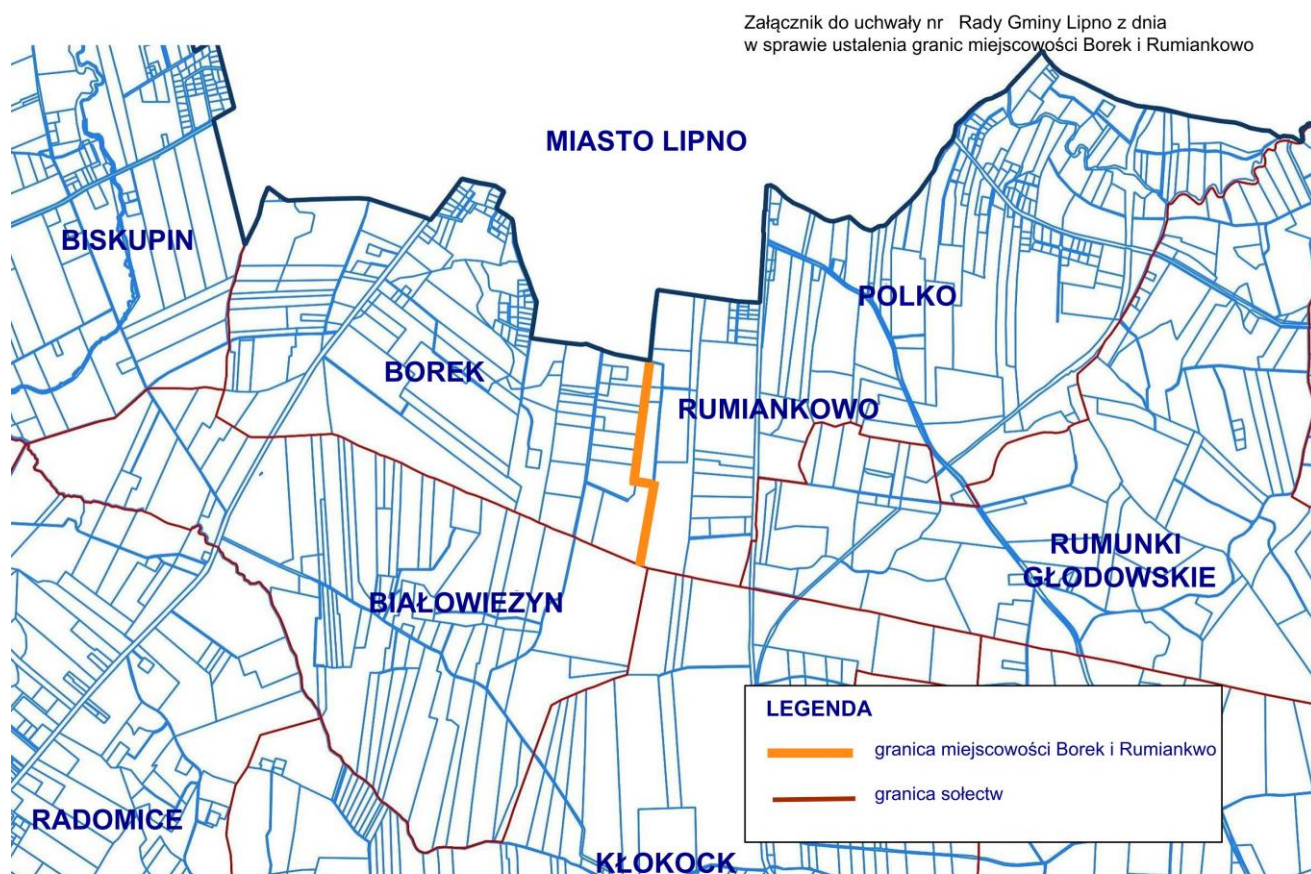 Załącznik do uchwały nr Rady Gminy Lipno z dnia
w sprawie ustalenia granic miejscowości Borek i Rumiankowo
MIASTO LIPNO
BISKUPIN
POLKO
BOREK
RUMIANKOWO
RUMUNKI
GŁODOWSKIE
BIAŁOWIEZYN
LEGENDA
granica miejscowości Borek i Rumiankwo
granica sołectw
RADOMICE
KŁOKOCK